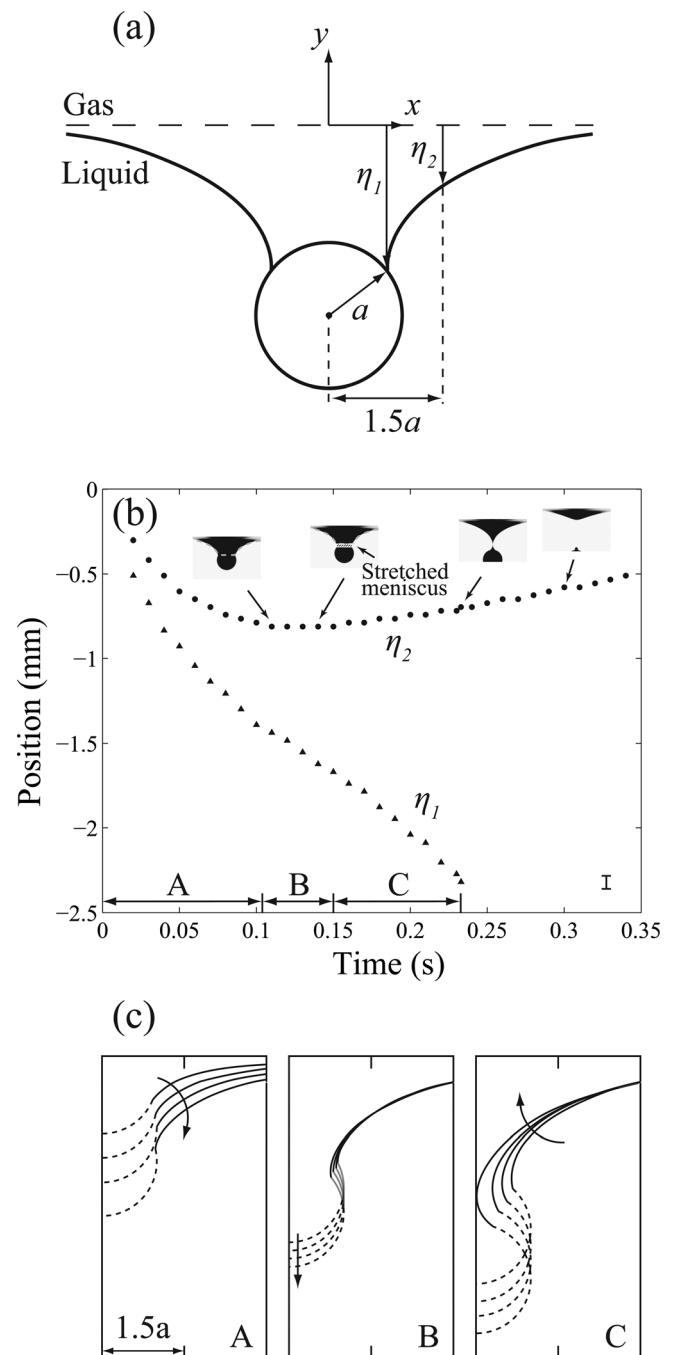 (a)
y
Gas
x
η2
Liquid
η1
a
1.5a
(b)
0
−0.5
−1
−1.5
−2
−2.5
Position (mm)
Stretched
meniscus
η2
η1
A B C
0 0.05 0.1 0.15 0.2 0.25 0.3 0.35
Time (s)
(c)
1.5a
A B C